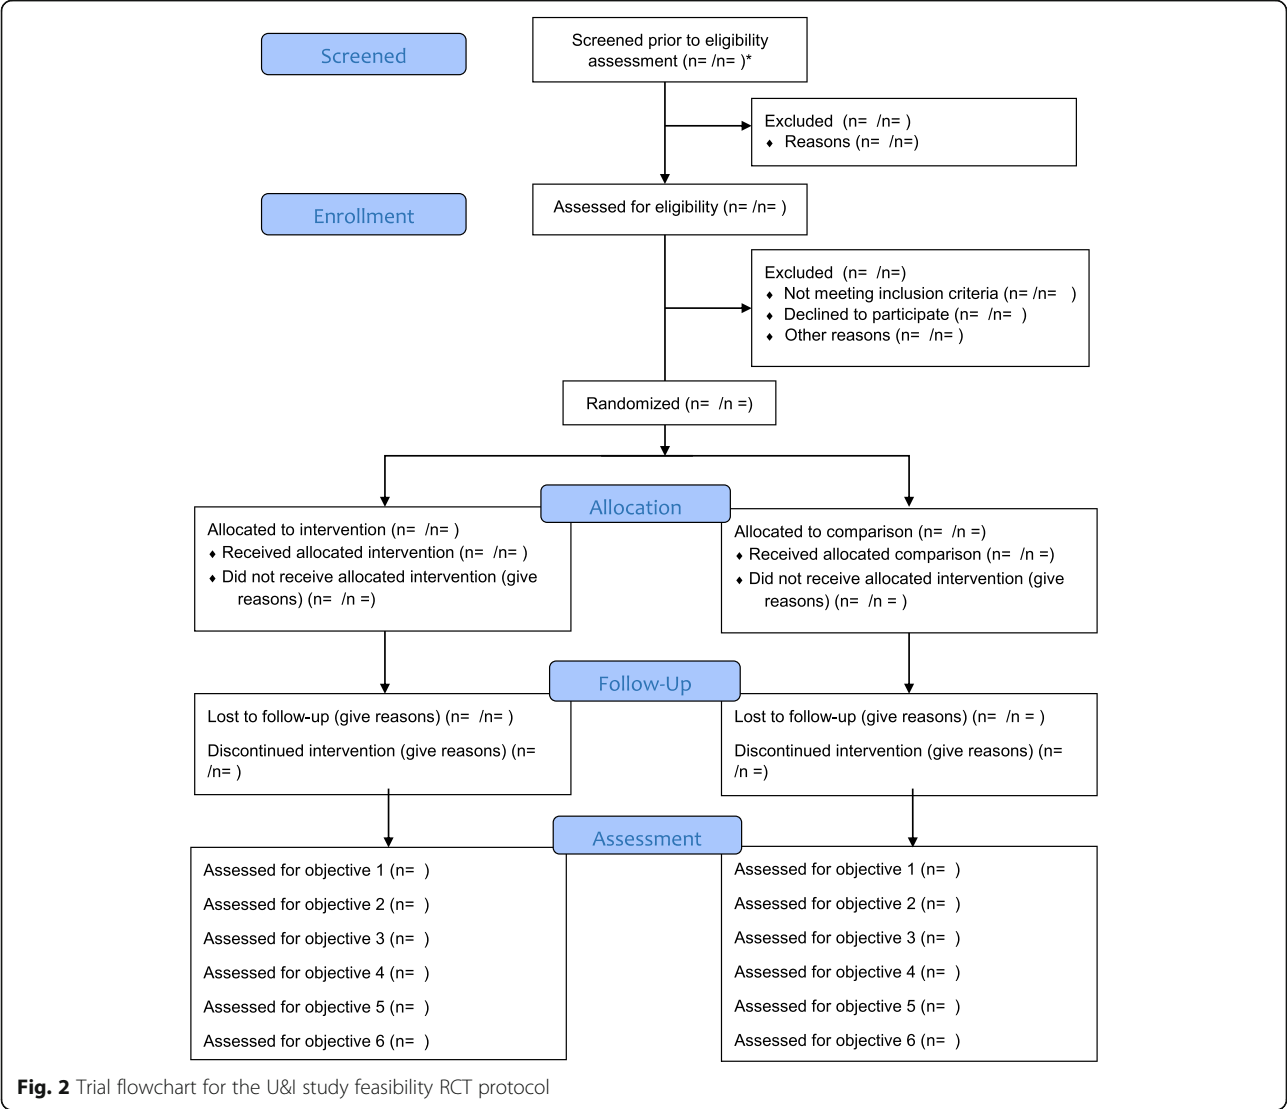 Screened
Screened prior to eligibility
assessment (n= /n= )*
Excluded (n= /n= )
♦ Reasons (n= /n=)
Enrollment
Assessed for eligibility (n= /n= )
Excluded (n= /n=)
♦ Not meeting inclusion criteria (n= /n= )
♦ Declined to participate (n= /n= )
♦ Other reasons (n= /n= )
Randomized (n= /n =)
Allocation
Allocated to intervention (n= /n= )
♦ Received allocated intervention (n= /n= )
♦ Did not receive allocated intervention (give
reasons) (n= /n =)
Allocated to comparison (n= /n =)
♦ Received allocated comparison (n= /n =)
♦ Did not receive allocated intervention (give
reasons) (n= /n = )
Follow-Up
Lost to follow-up (give reasons) (n= /n= )
Discontinued intervention (give reasons) (n=
/n= )
Lost to follow-up (give reasons) (n= /n = )
Discontinued intervention (give reasons) (n=
/n =)
Assessment
Assessed for objective 1 (n= )
Assessed for objective 2 (n= )
Assessed for objective 3 (n= )
Assessed for objective 4 (n= )
Assessed for objective 5 (n= )
Assessed for objective 6 (n= )
Assessed for objective 1 (n= )
Assessed for objective 2 (n= )
Assessed for objective 3 (n= )
Assessed for objective 4 (n= )
Assessed for objective 5 (n= )
Assessed for objective 6 (n= )
Fig. 2 Trial flowchart for the U&I study feasibility RCT protocol